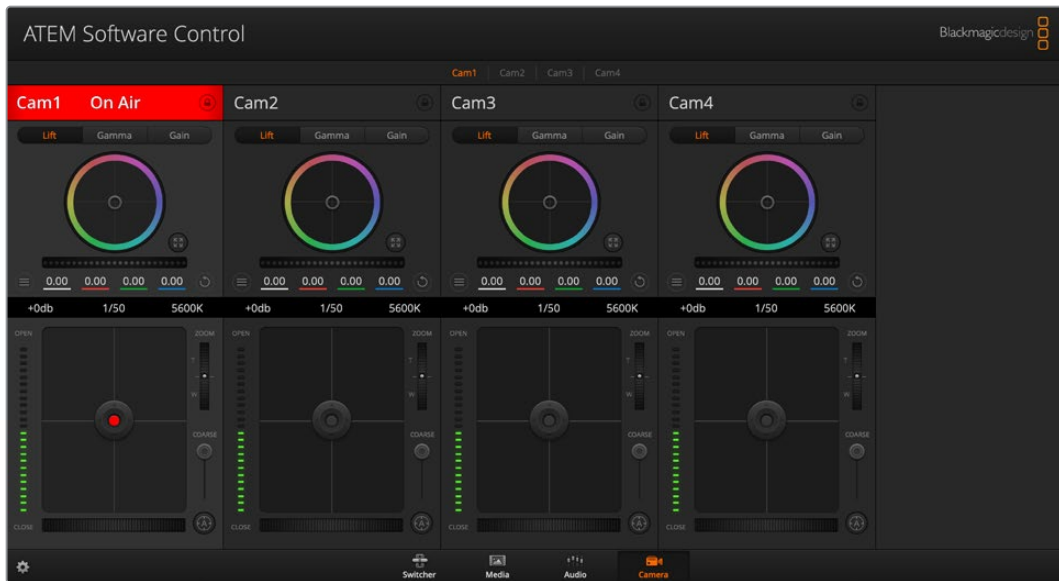 ATEM Software Control
Blackmagicdesign
Cam1 Cam2 Cam3 Cam4
Cam1 On Air Cam2 Cam3 Cam4
Lift Gamma Gain Lift Gamma Gain Lift Gamma Gain Lift Gamma Gain
0.00 0.00 0.00 0.00 0.00 0.00 0.00 0.00 0.00 0.00 0.00 0.00 0.00 0.00 0.00 0.00
+0db 1/50 5600K +0db 1/50 5600K +0db 1/50 5600K +0db 1/50 5600K
OPEN ZOOM OPEN ZOOM OPEN ZOOM OPEN ZOOM
T T T T
W W W W
COARSE COARSE COARSE COARSE
A A A A
CLOSE CLOSE CLOSE CLOSE
Switcher Media Audio Camera